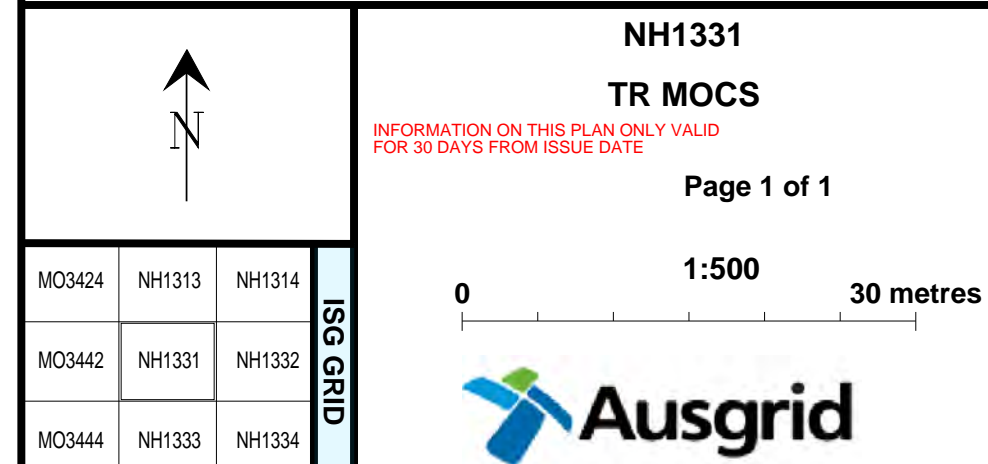 N
NH1331
TR MOCS
INFORMATION ON THIS PLAN ONLY VALID
FOR 30 DAYS FROM ISSUE DATE
Page 1 of 1
MO3424 NH1313 NH1314
MO3442 NH1331 NH1332
MO3444 NH1333 NH1334
ISG GRID
1:500
0 30 metres
Ausgrid